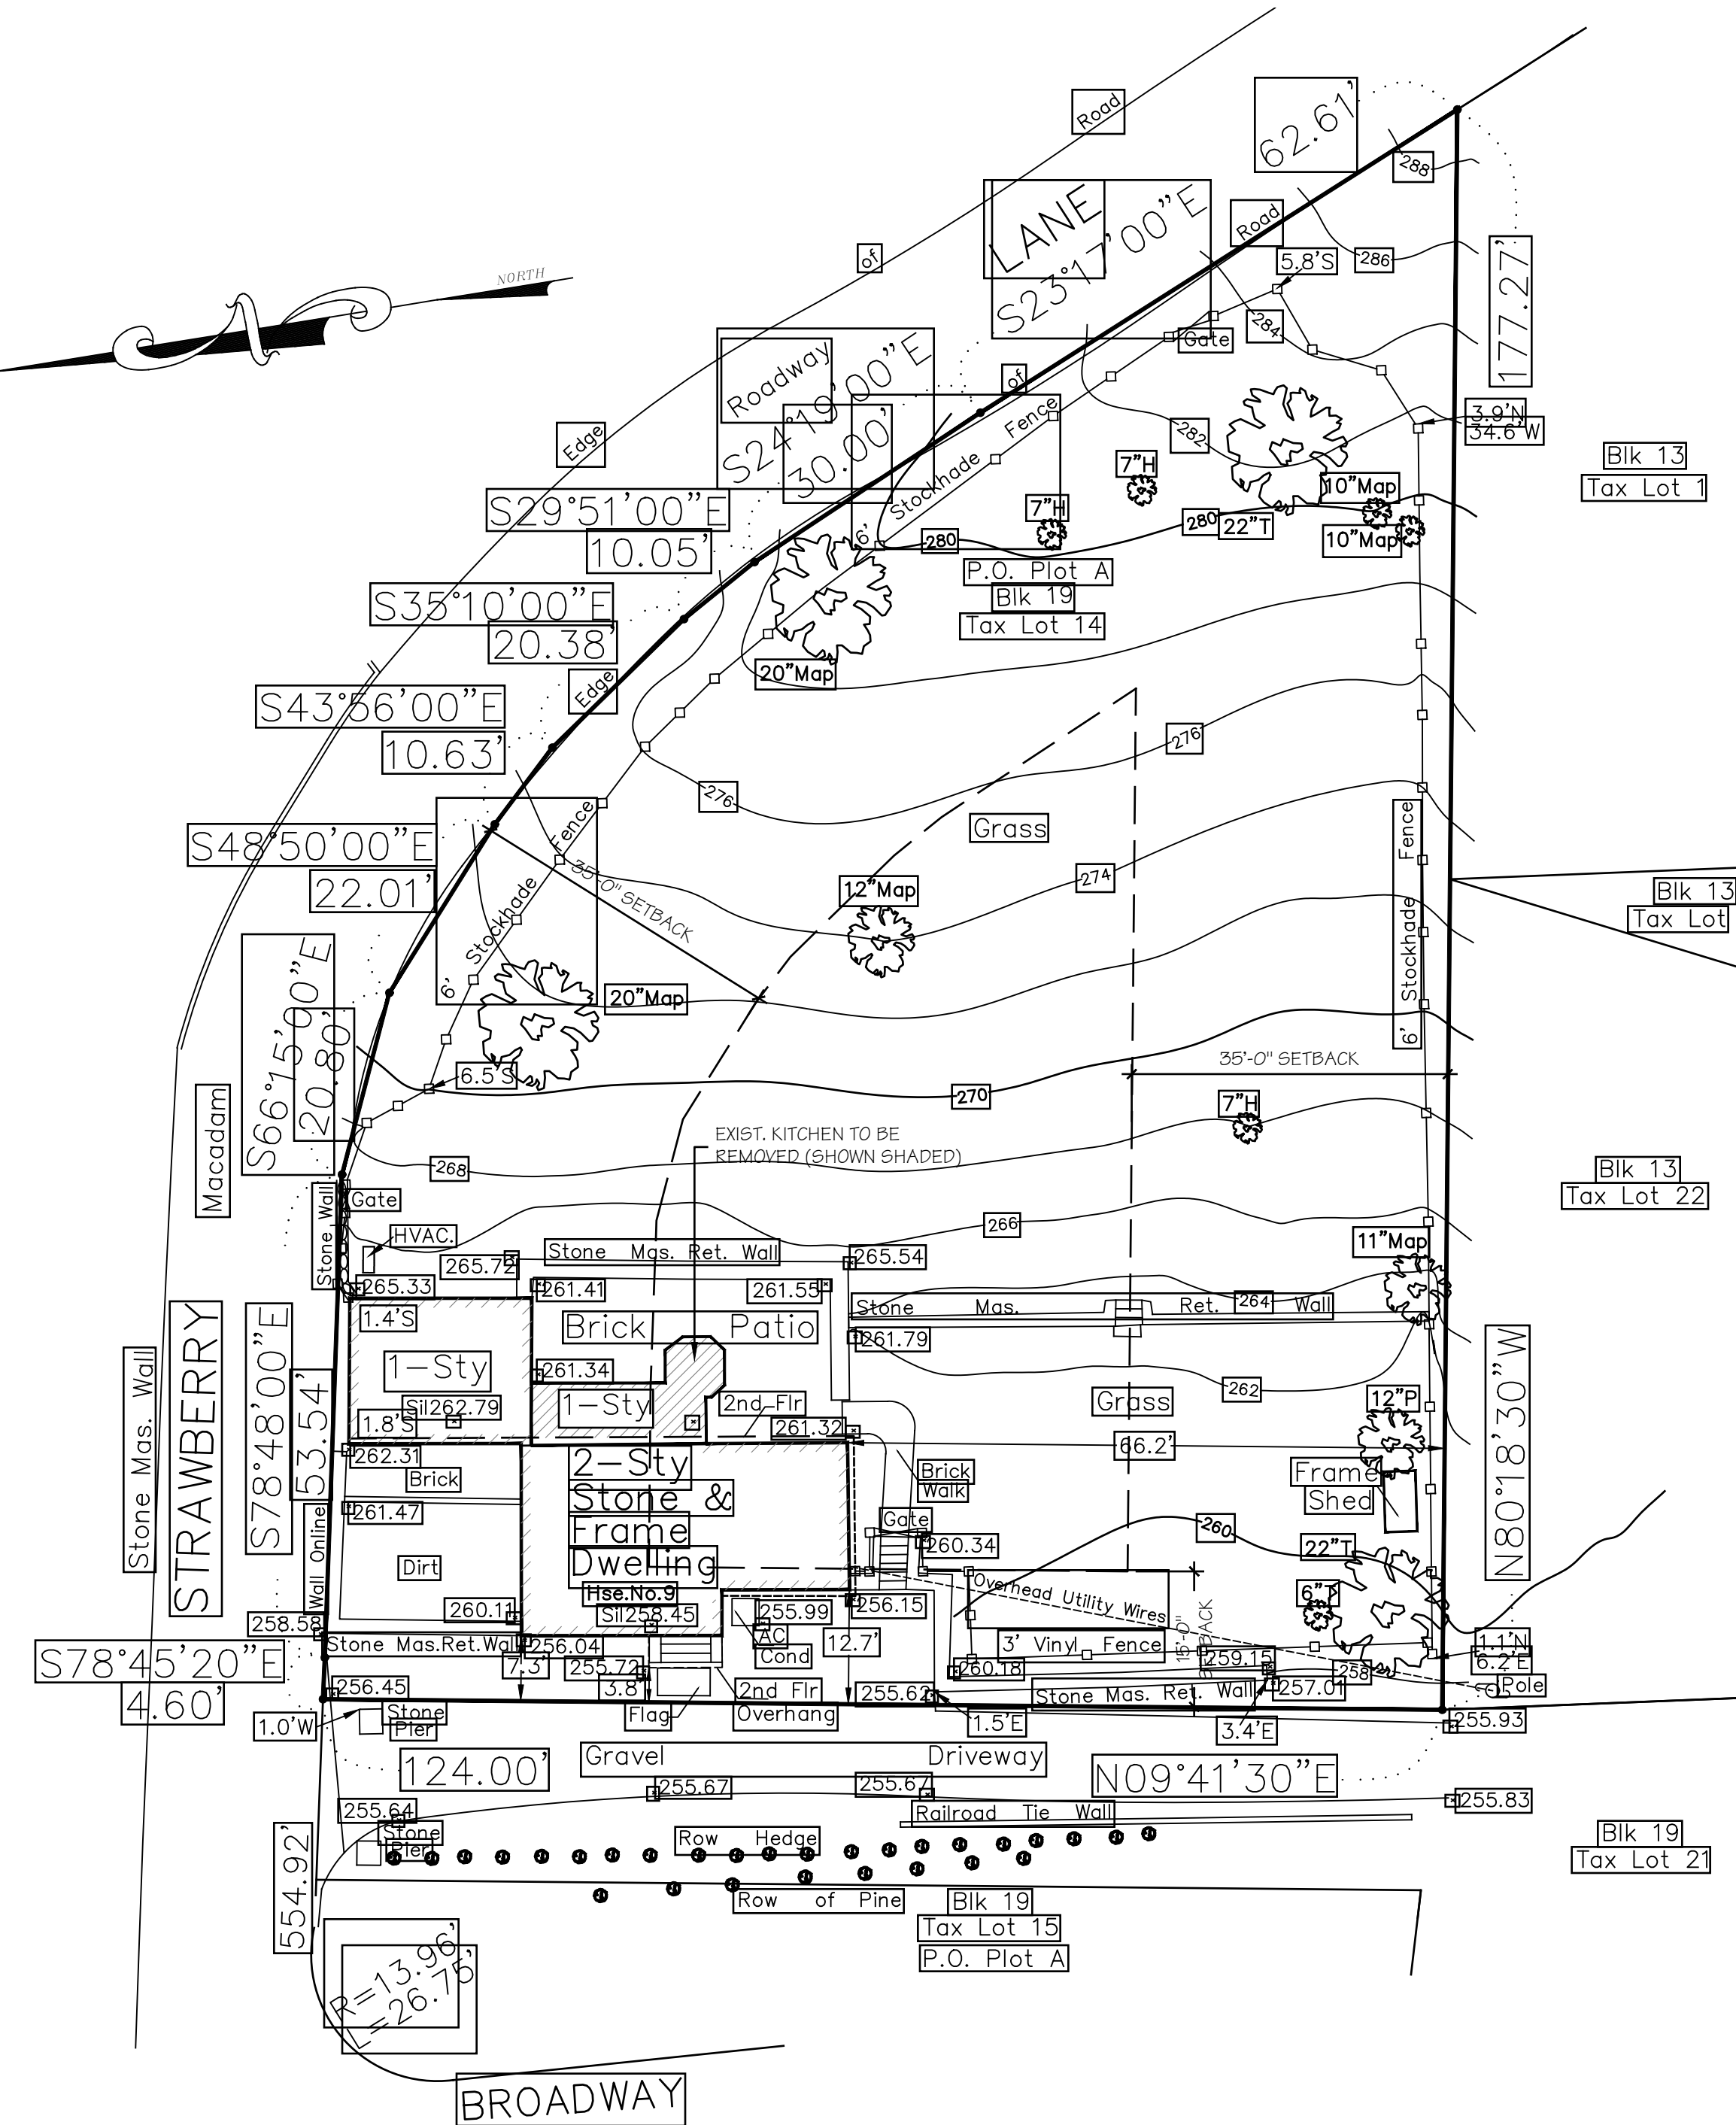 Road
62.61'
288
LANE
S23°17'00"E
Road
of
NORTH
5.8'S
286
177.27'
284
Gate
Roadway
S24°19'00"E
30.00'
of
Fence
Stockhade
6'
282
3.9'N
34.6'W
Edge
Blk 13
Tax Lot 1
7"H
10"Map
S29°51'00"E
10.05'
7"H
280
22"T
280
10"Map
P.O. Plot A
Blk 19
Tax Lot 14
S35°10'00"E
20.38'
20"Map
Edge
S43°56'00"E
10.63'
276
276
Grass
S48°50'00"E
22.01'
Fence
Stockhade
6'
35'-0" SETBACK
274
12"Map
6' Stockhade Fence
Blk 13
Tax Lot
S66°15'00"E
20.80'
20"Map
6.5'S
35'-0" SETBACK
270
7"H
Macadam
EXIST. KITCHEN TO BE
REMOVED (SHOWN SHADED)
268
Blk 13
Tax Lot 22
Stone Wall
Gate
HVAC.
266
11"Map
265.72
Stone Mas. Ret. Wall
265.54
265.33
261.41
261.55
Stone Mas. Ret. Wall
264
1.4'S
Brick Patio
261.79
STRAWBERRY
S78°48'00"E
53.54'
Stone Mas. Wall
1-Sty
261.34
262
N80°18'30"W
Sil262.79
1-Sty
2nd Flr
Grass
12"P
1.8'S
261.32
262.31
66.2'
2-Sty
Stone &
Frame
Dwelling
Brick
Brick
Walk
Frame
Shed
261.47
Wall Online
Gate
260
260.34
22"T
Dirt
Hse.No.9
Sil258.45
Overhead Utility Wires
6"T
260.11
255.99
256.15
258.58
AC
Cond
12.7'
15'-0"
SETBACK
Stone Mas.Ret.Wall
256.04
3' Vinyl Fence
1.1'N
6.2'E
S78°45'20"E
4.60'
7.3'
255.72
260.18
259.15
258
Pole
3.8'
2nd Flr
Overhang
256.45
255.62
Stone Mas. Ret. Wall
257.01
1.0'W
Stone
Pier
Flag
1.5'E
3.4'E
255.93
124.00'
Gravel Driveway
N09°41'30"E
255.67
255.67
255.83
255.64
Railroad Tie Wall
Stone
Pier
Row Hedge
Blk 19
Tax Lot 21
554.92'
Row of Pine
Blk 19
Tax Lot 15
P.O. Plot A
R=13.96'
L=26.75'
BROADWAY